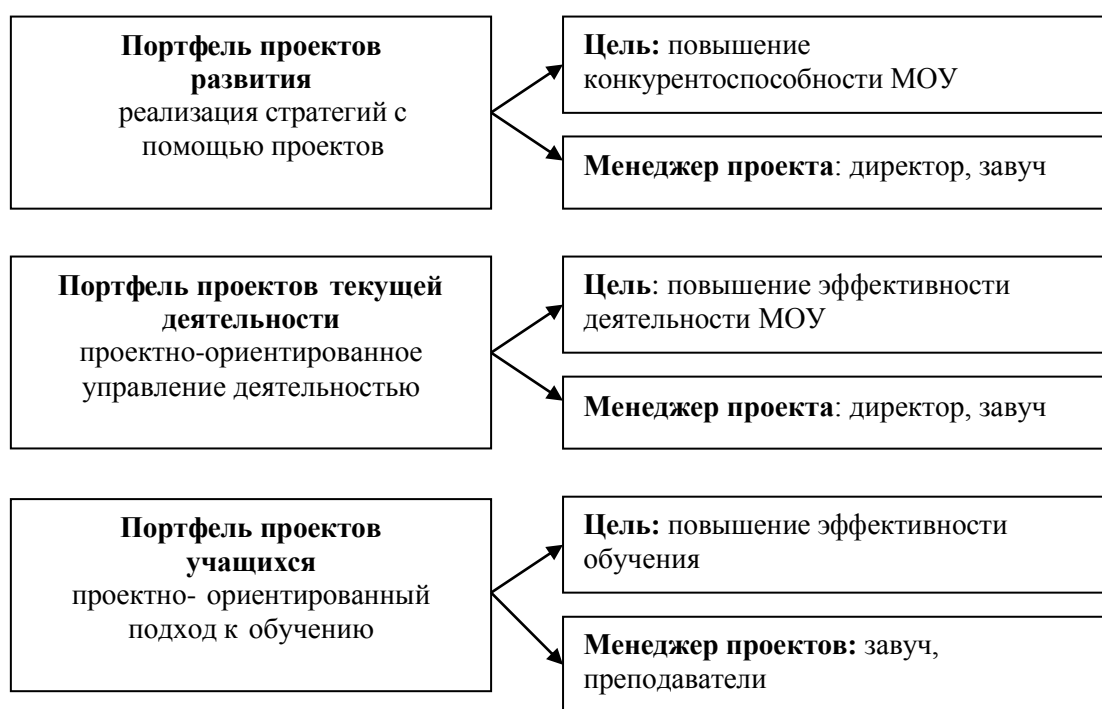 Портфель проектов
развития
реализация стратегий с
помощью проектов
Цель: повышение
конкурентоспособности МОУ
Менеджер проекта: директор, завуч
Портфель проектов текущей
деятельности
проектно-ориентированное
управление деятельностью
Цель: повышение эффективности
деятельности МОУ
Менеджер проекта: директор, завуч
Портфель проектов
учащихся
проектно- ориентированный
подход к обучению
Цель: повышение эффективности
обучения
Менеджер проектов: завуч,
преподаватели